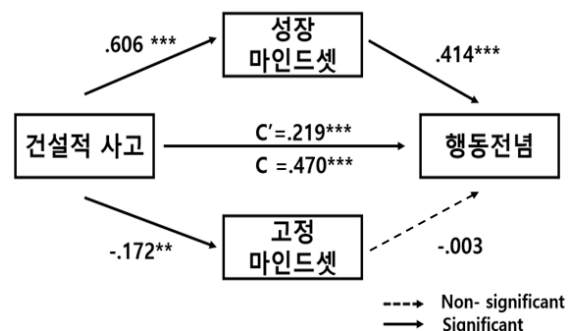 성장
마인드셋
.606 ***
.414***
건설적 사고
C’=.219***
C =.470***
행동전념
고정
마인드셋
-.172**
-.003
Non- significant
Significant